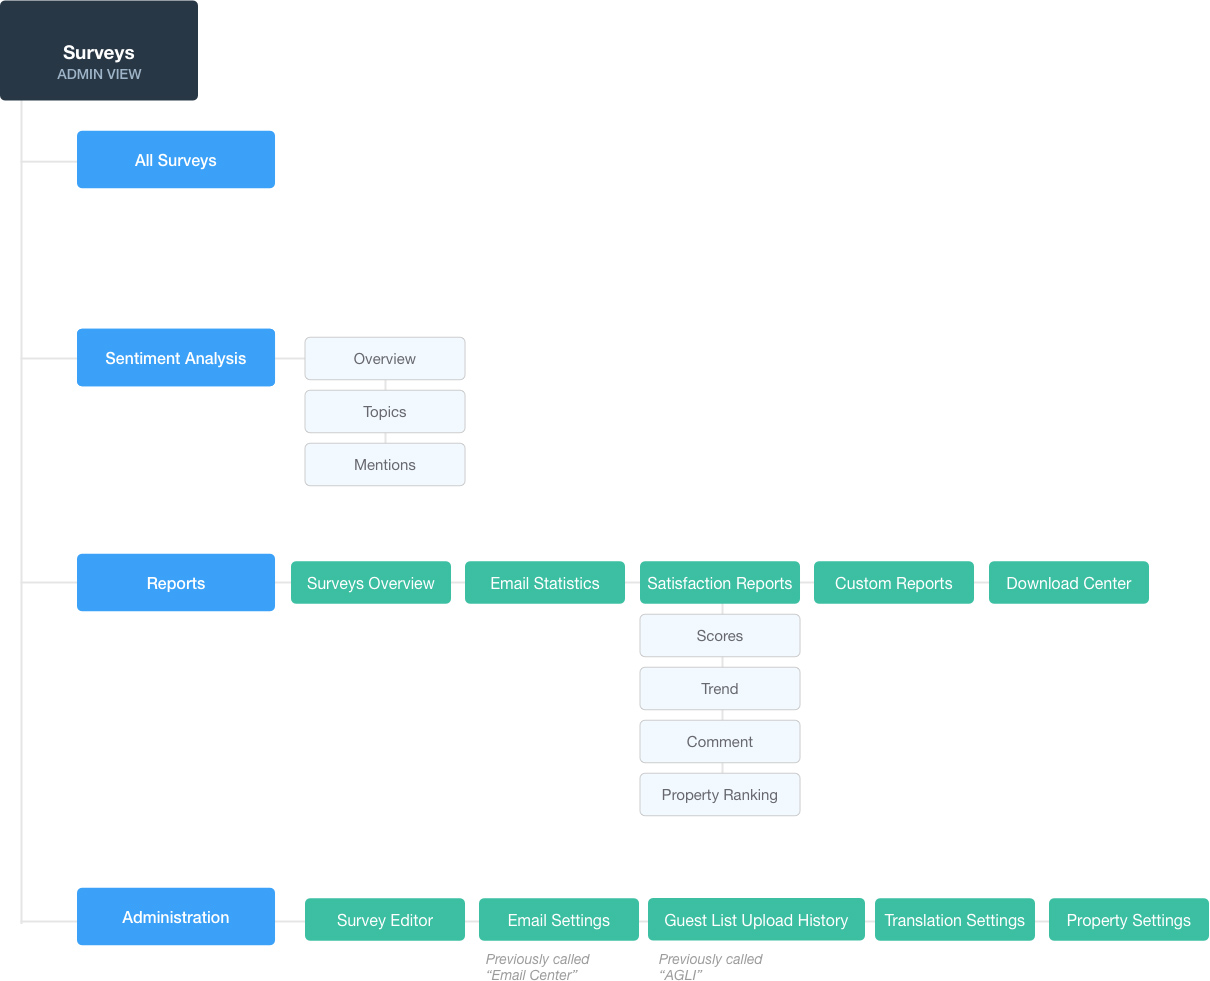 Surveys
ADMIN VIEW
All Surveys
Sentiment Analysis
Overview
Topics
Mentions
Reports
Surveys Overview
Email Statistics
Satisfaction Reports
Custom Reports
Download Center
Scores
Trend
Comment
Property Ranking
Administration
Survey Editor
Email Settings
Guest List Upload History
Translation Settings
Property Settings
Previously called
“Email Center”
Previously called
“AGLI”